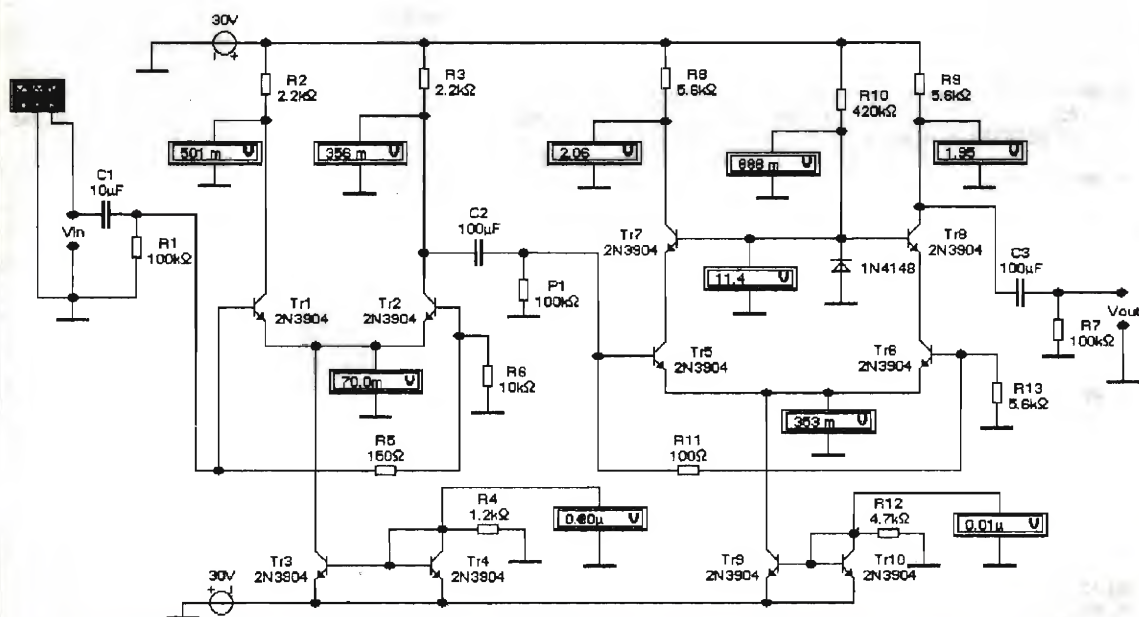 30V
R2
2.2kΩ
R3
2.2kΩ
R8
5.6kΩ
R10
420kΩ
R9
5.6kΩ
501 m V
356 m V
2.06 V
888 m V
1.95 V
C1
10µF
Vin
R1
100kΩ
C2
100µF
P1
100kΩ
Tr7
2N3904
11.4 V
1N4148
Tr8
2N3904
C3
100µF
R7
100kΩ
Vout
Tr1
2N3904
Tr2
2N3904
70.0m V
R6
10kΩ
Tr5
2N3904
Tr6
2N3904
R13
5.6kΩ
353 m V
R5
150Ω
R11
100Ω
R4
1.2kΩ
V
R12
4.7kΩ
0.01µ V
Tr3
2N3904
Tr4
2N3904
Tr9
2N3904
Tr10
2N3904
30V